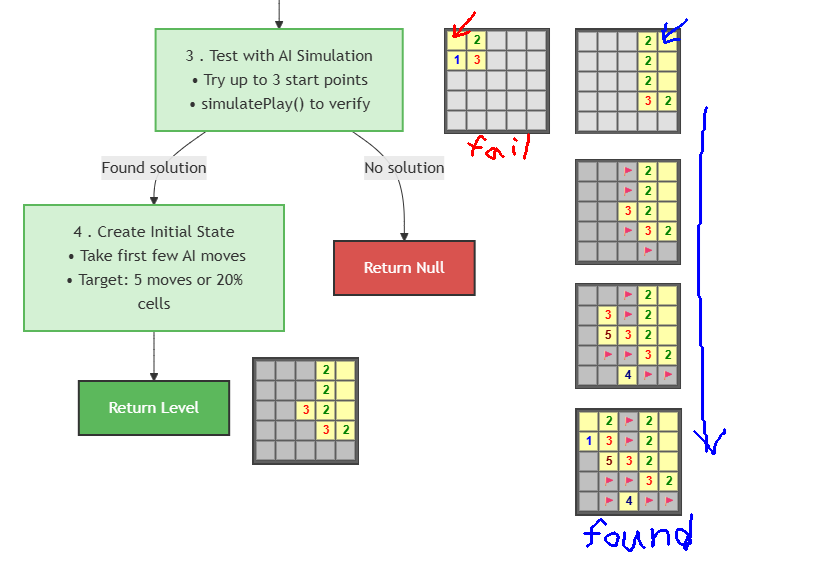 3 . Test with AI Simulation
• Try up to 3 start points
• simulatePlay() to verify
Found solution
No solution
4 . Create Initial State
• Take first few AI moves
• Target: 5 moves or 20%
cells
Return Null
Return Level
2
3 2
2
3 2
2
1 3
fail
2
2
2
3 2
2
2
3 2
3 2
2
3 2
5 3 2
3 2
4
2 2
1 3 2
5 3 2
3 2
4
found